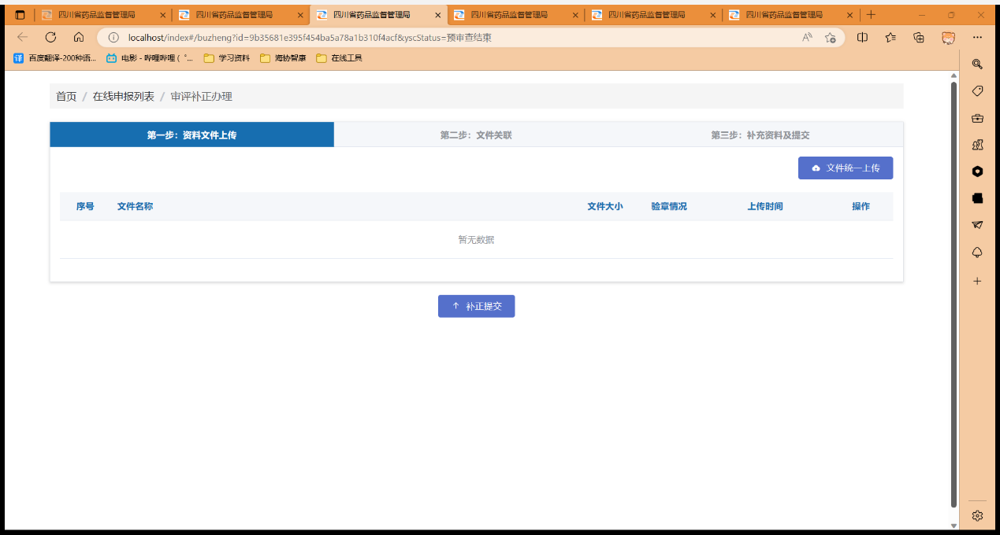 四川省药品监督管理局 四川省药品监督管理局 四川省药品监督管理局 四川省药品监督管理局 四川省药品监督管理局 四川省药品监督管理局
localhost/index#/buzheng?id=9b35681e395f454ba5a78a1b310f4acf&yscStatus=预审查结束
百度翻译-200种语... 电影 - 哔哩哔哩 ( ゜... 学习资料 海协智康 在线工具
首页 / 在线申报列表 / 审评补正办理
第一步：资料文件上传 第二步：文件关联 第三步：补充资料及提交
文件统一上传
序号 文件名称 文件大小 验章情况 上传时间 操作
暂无数据
补正提交